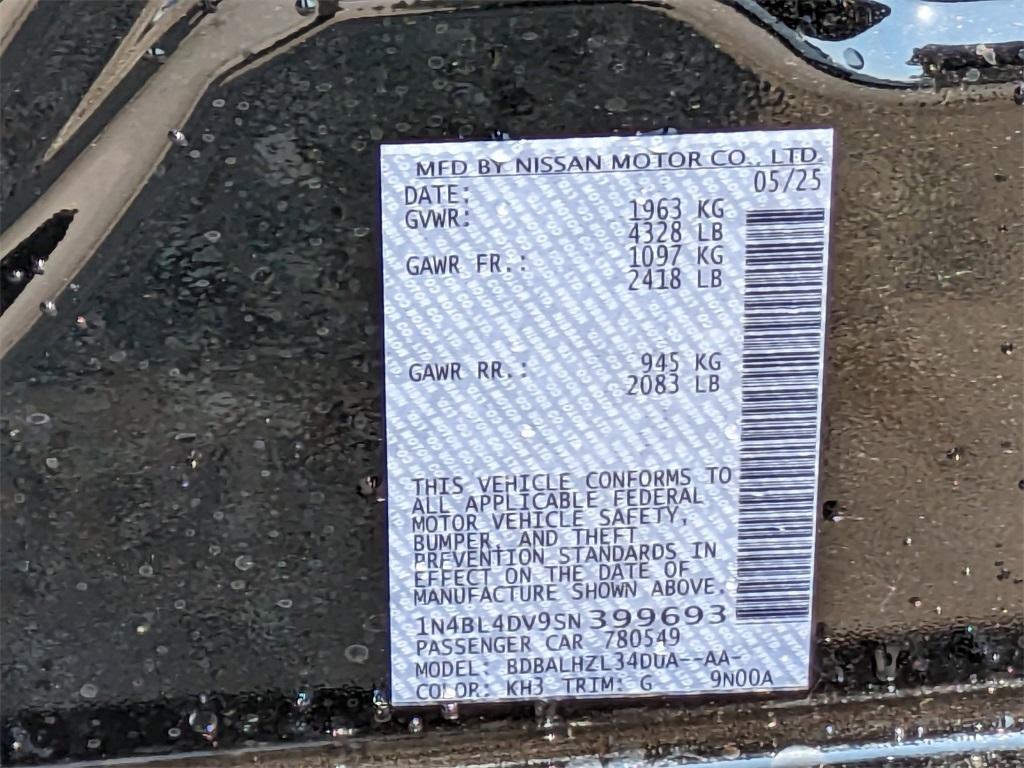 MFD BY NISSAN MOTOR CO., LTD.
DATE: 05/25
GVWR: 1963 KG
4328 LB
GAWR FR.: 1097 KG
2418 LB
GAWR RR.: 945 KG
2083 LB
THIS VEHICLE CONFORMS TO
ALL APPLICABLE FEDERAL
MOTOR VEHICLE SAFETY,
BUMPER, AND THEFT
PREVENTION STANDARDS IN
EFFECT ON THE DATE OF
MANUFACTURE SHOWN ABOVE.
1N4BL4DV9SN399693
PASSENGER CAR 780549
MODEL: BDBALHZL34DUA--AA-
COLOR: KH3 TRIM: G 9N00A